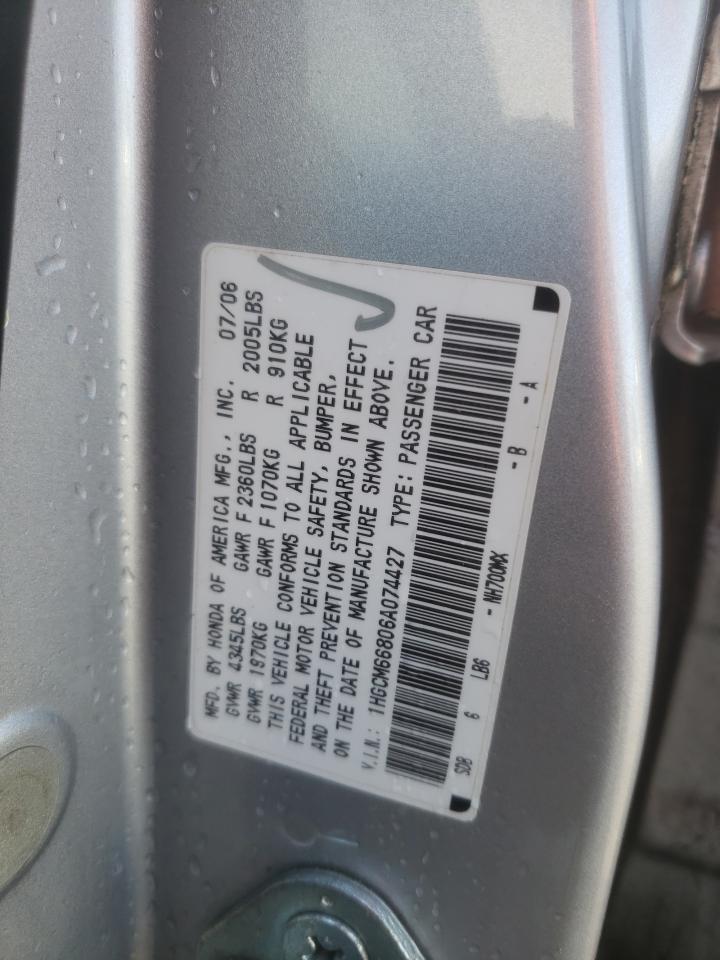 MFD. BY HONDA OF AMERICA MFG., INC. 07/06
GVWR 4345LBS GAWR F 2360LBS R 2005LBS
GVWR 1970KG GAWR F 1070KG R 910KG
THIS VEHICLE CONFORMS TO ALL APPLICABLE
FEDERAL MOTOR VEHICLE SAFETY, BUMPER,
AND THEFT PREVENTION STANDARDS IN EFFECT
ON THE DATE OF MANUFACTURE SHOWN ABOVE.
V.I.N.: 1HGCM66806A074427 TYPE: PASSENGER CAR
SDB 6 LB6 -NH700MX -B -A